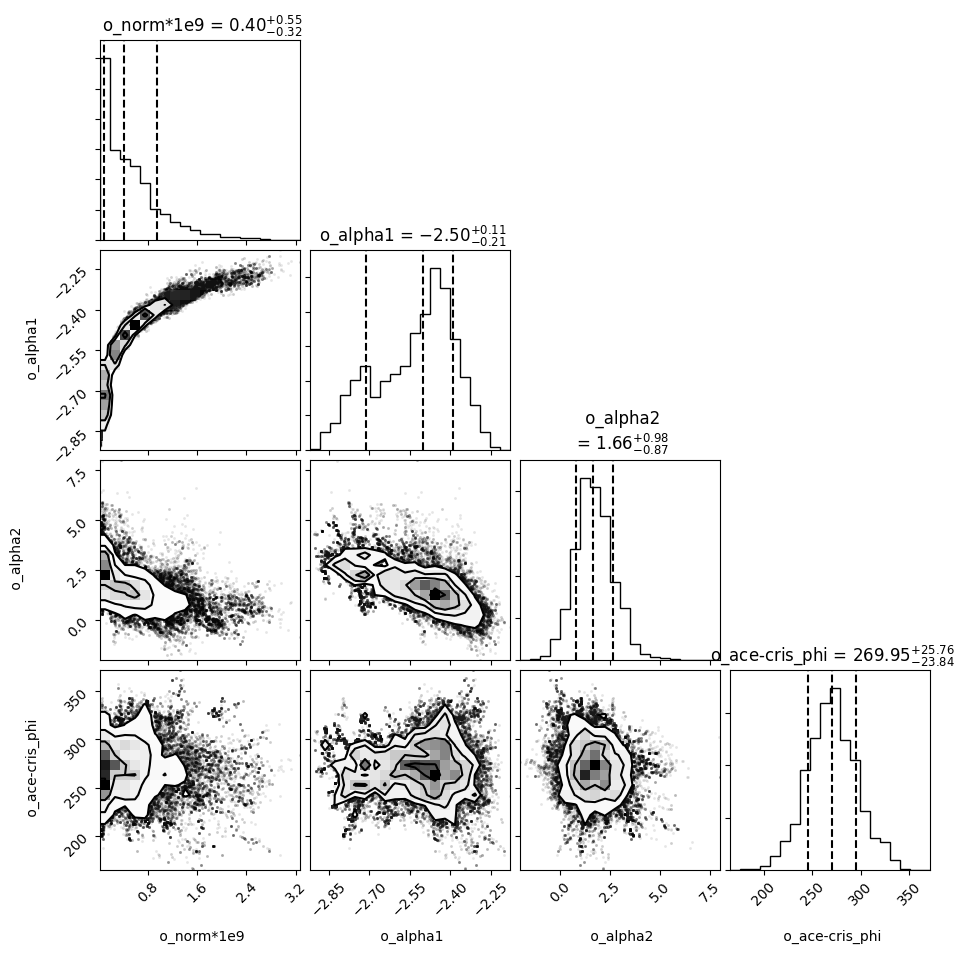 o_norm*1e9 = 0.40+0.55−0.32
−2.25
−2.40
−2.55
−2.70
−2.85
o_alpha1
o_alpha1 = −2.50+0.11−0.21
7.5
5.0
2.5
0.0
o_alpha2
o_alpha2
= 1.66+0.98−0.87
350
300
250
200
o_ace-cris_phi
o_ace-cris_phi = 269.95+25.76−23.84
0.8 1.6 2.4 3.2
−2.85 −2.70 −2.55 −2.40 −2.25
0.0 2.5 5.0 7.5
200 250 300 350
o_norm*1e9 o_alpha1 o_alpha2 o_ace-cris_phi